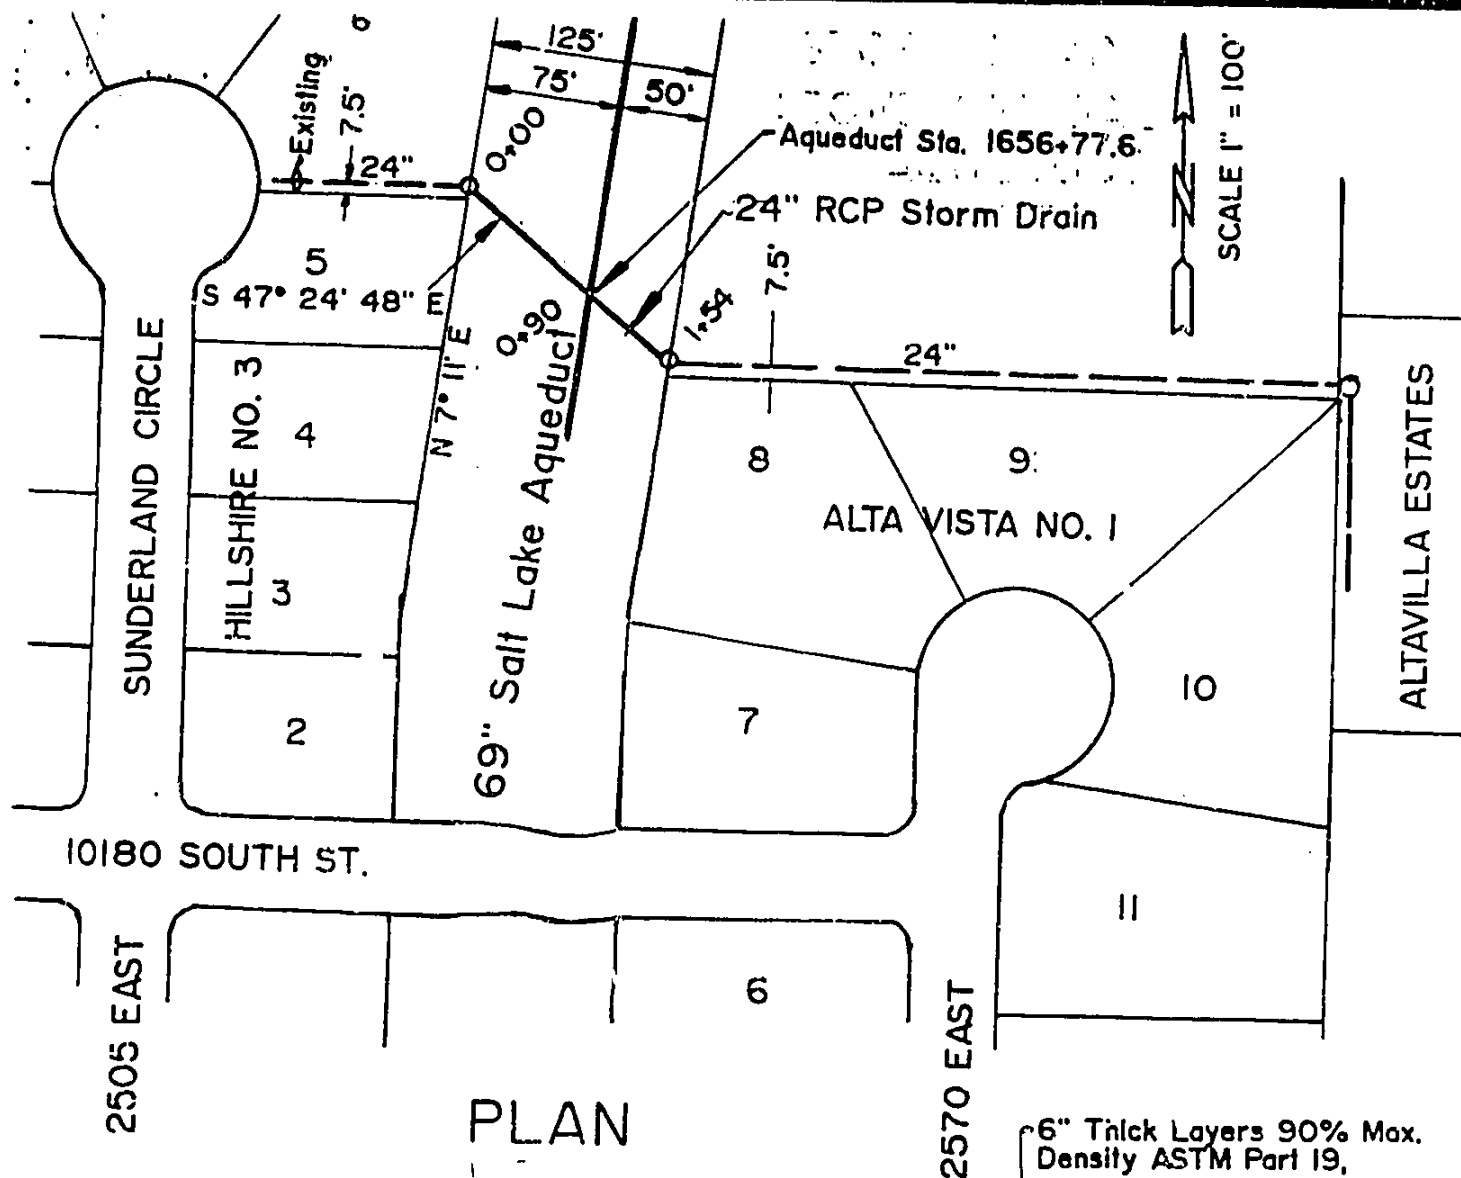 6
125'
75'
50'
Existing
7.5'
24"
0+00
Aqueduct Sta. 1656+77.6
24" RCP Storm Drain
SCALE 1" = 100'
N
5
S 47° 24' 48" E
0+90
1+54
7.5'
24"
N 7° 11' E
SUNDERLAND CIRCLE
HILLSHIRE NO. 3
4
3
2
69" Salt Lake Aqueduct
8
9
ALTA VISTA NO. 1
ALTAVILLA ESTATES
7
10
10180 SOUTH ST.
11
6
2505 EAST
2570 EAST
PLAN
6" Thick Layers 90% Max.
Density ASTM Part 19,